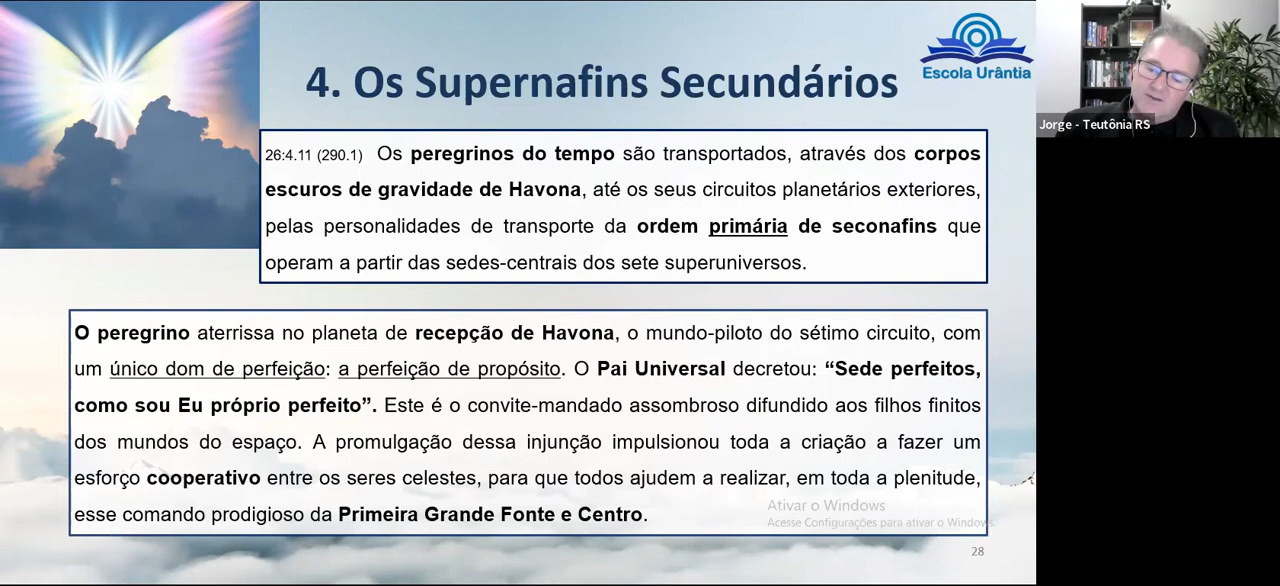 4. Os Supernafins Secundários
Escola Urântia
Jorge - Teutônia RS
26:4.11 (290.1) Os peregrinos do tempo são transportados, através dos corpos
escuros de gravidade de Havona, até os seus circuitos planetários exteriores,
pelas personalidades de transporte da ordem primária de seconafins que
operam a partir das sedes-centrais dos sete superuniversos.
O peregrino aterrissa no planeta de recepção de Havona, o mundo-piloto do sétimo circuito, com
um único dom de perfeição: a perfeição de propósito. O Pai Universal decretou: “Sede perfeitos,
como sou Eu próprio perfeito”. Este é o convite-mandado assombroso difundido aos filhos finitos
dos mundos do espaço. A promulgação dessa injunção impulsionou toda a criação a fazer um
esforço cooperativo entre os seres celestes, para que todos ajudem a realizar, em toda a plenitude,
esse comando prodigioso da Primeira Grande Fonte e Centro.
Ativar o Windows
Acesse Configurações para ativar o Windows.
28